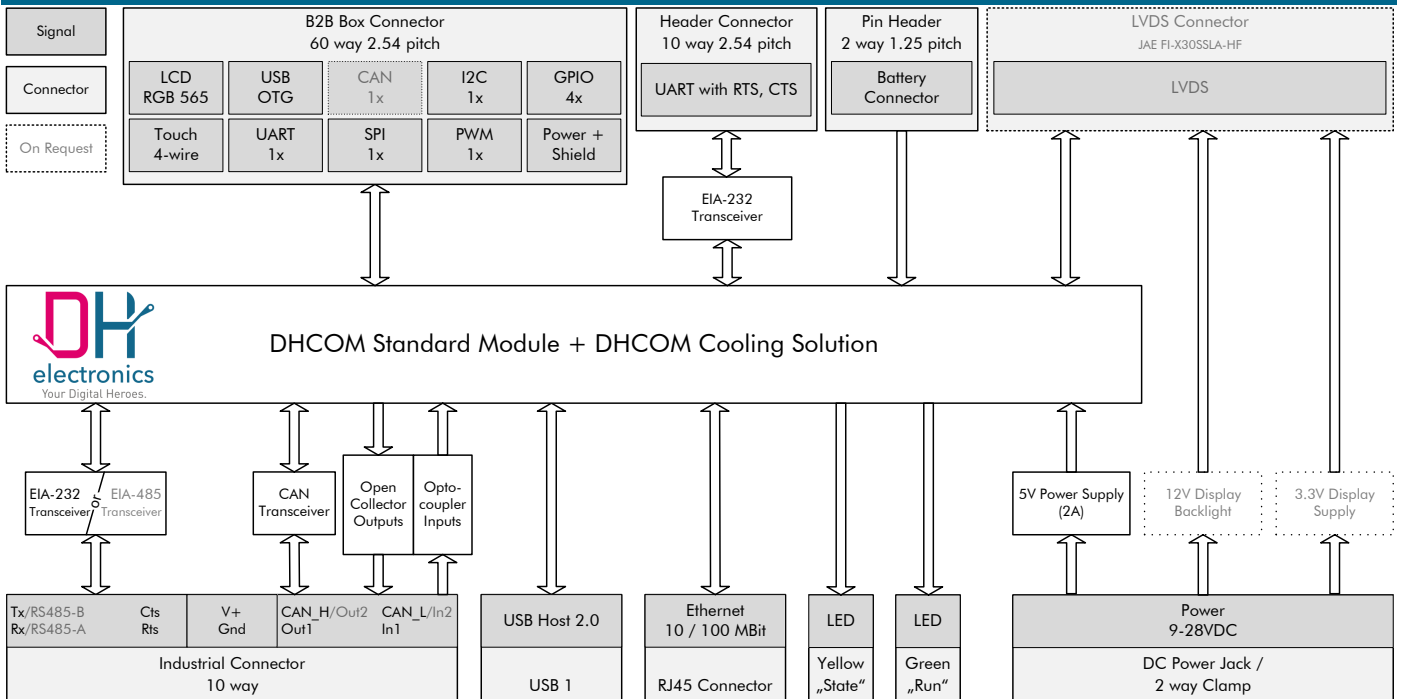 Signal
Connector
On Request
B2B Box Connector
60 way 2.54 pitch
LCD
RGB 565
USB
OTG
CAN
1x
I2C
1x
GPIO
4x
Touch
4-wire
UART
1x
SPI
1x
PWM
1x
Power +
Shield
Header Connector
10 way 2.54 pitch
UART with RTS, CTS
Pin Header
2 way 1.25 pitch
Battery
Connector
LVDS Connector
JAE FI-X30SSLA-HF
LVDS
EIA-232
Transceiver
DH
electronics
Your Digital Heroes.
DHCOM Standard Module + DHCOM Cooling Solution
EIA-232
Transceiver
or
EIA-485
Transceiver
CAN
Transceiver
Open
Collector
Outputs
Opto-
coupler
Inputs
5V Power Supply
(2A)
12V Display
Backlight
3.3V Display
Supply
Tx/RS485-B Cts
Rx/RS485-A Rts
V+
Gnd
CAN_H/Out2 CAN_L/In2
Out1 In1
Industrial Connector
10 way
USB Host 2.0
USB 1
Ethernet
10 / 100 MBit
RJ45 Connector
LED
Yellow
„State“
LED
Green
„Run“
Power
9-28VDC
DC Power Jack /
2 way Clamp